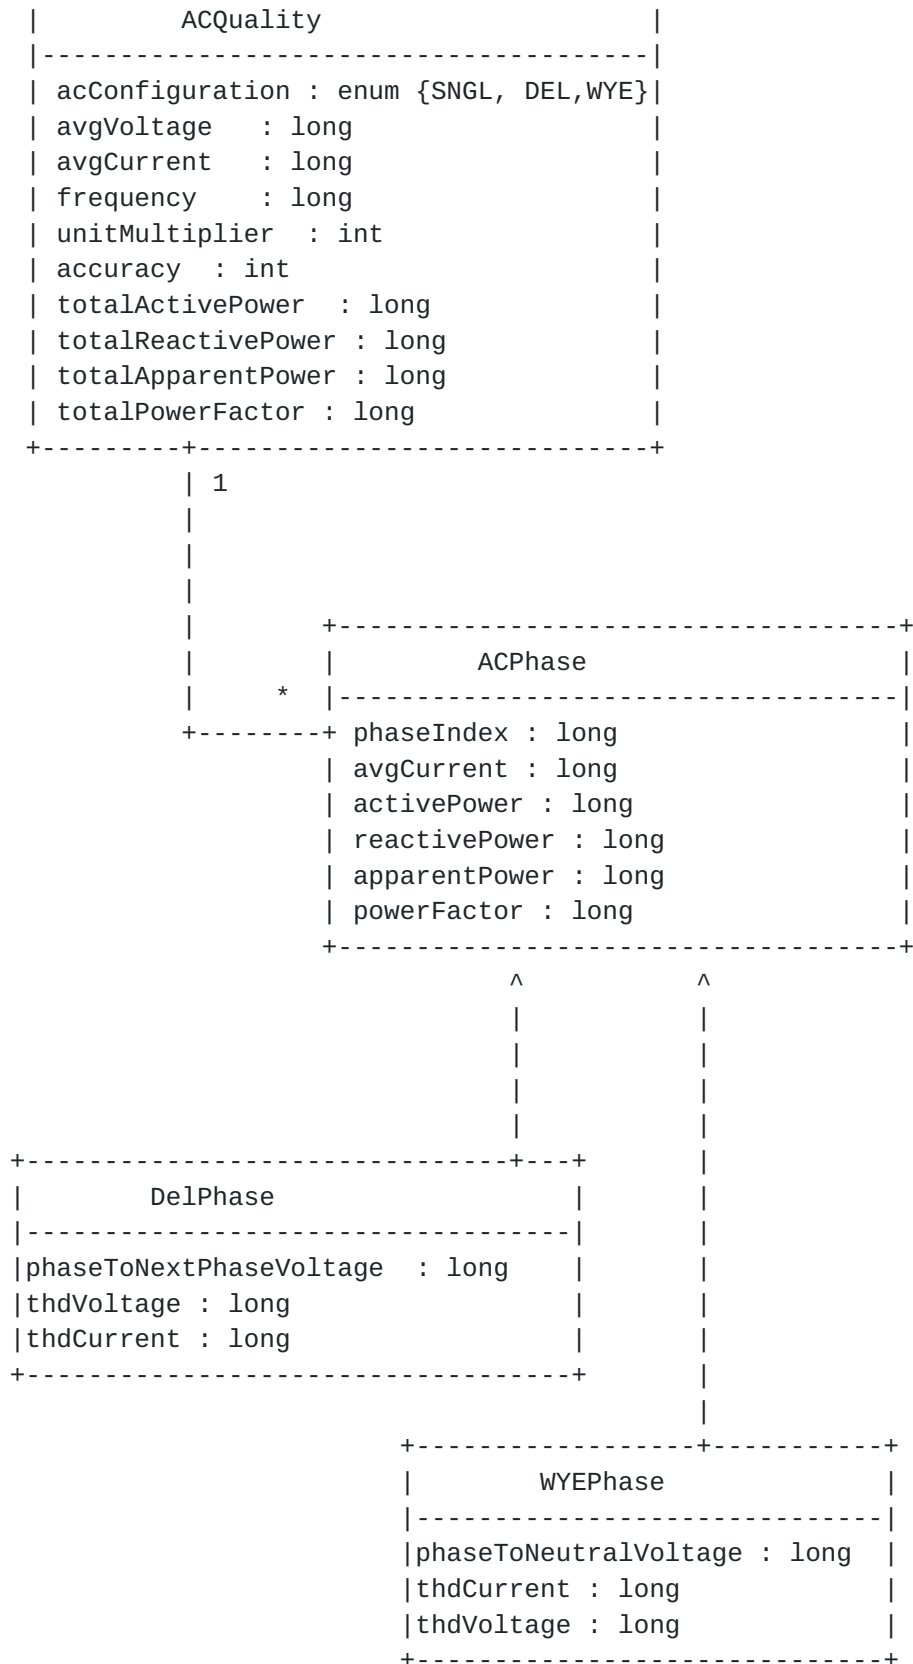 |         ACQuality                     |
|---------------------------------------|
| acConfiguration : enum {SNGL, DEL,WYE}|
| avgVoltage   : long                   |
| avgCurrent   : long                   |
| frequency    : long                   |
| unitMultiplier  : int                 |
| accuracy  : int                       |
| totalActivePower  : long              |
| totalReactivePower : long             |
| totalApparentPower : long             |
| totalPowerFactor : long               |
+---------+-----------------------------+
          | 1
          |
          |
          |
          |        +------------------------------------+
          |        |         ACPhase                    |
          |     *  |------------------------------------|
          +--------+ phaseIndex : long                  |
                   | avgCurrent : long                  |
                   | activePower : long                 |
                   | reactivePower : long               |
                   | apparentPower : long               |
                   | powerFactor : long                 |
                   +------------------------------------+
                               ^           ^
                               |           |
                               |           |
                               |           |
                               |           |
+-------------------------------+---+      |
|        DelPhase                   |      |
|-----------------------------------|      |
|phaseToNextPhaseVoltage  : long    |      |
|thdVoltage : long                  |      |
|thdCurrent : long                  |      |
+-----------------------------------+      |
                                           |
                        +------------------+-----------+
                        |        WYEPhase              |
                        |------------------------------|
                        |phaseToNeutralVoltage : long  |
                        |thdCurrent : long             |
                        |thdVoltage : long             |
                        +------------------------------+